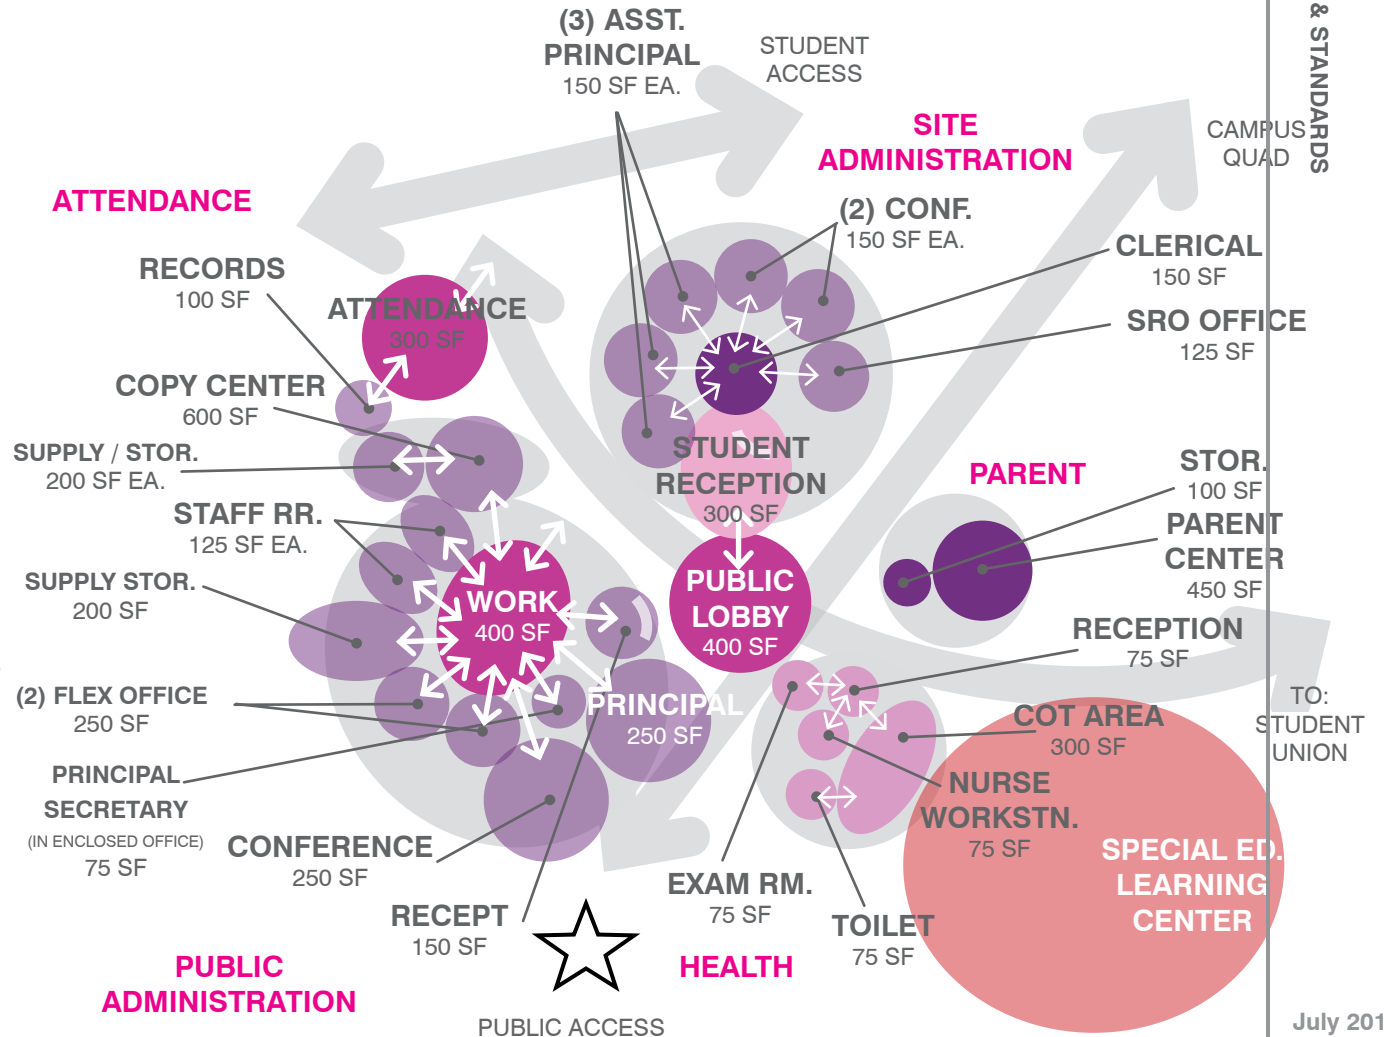 (3) ASST.
PRINCIPAL
150 SF EA.
STUDENT
ACCESS
& STANDARDS
SITE
ADMINISTRATION
CAMPUS
QUAD
ATTENDANCE
(2) CONF.
150 SF EA.
CLERICAL
150 SF
RECORDS
100 SF
ATTENDANCE
300 SF
SRO OFFICE
125 SF
COPY CENTER
600 SF
SUPPLY / STOR.
200 SF EA.
STUDENT
RECEPTION
300 SF
PARENT
STOR.
100 SF
STAFF RR.
125 SF EA.
PARENT
CENTER
450 SF
SUPPLY STOR.
200 SF
WORK
400 SF
PUBLIC
LOBBY
400 SF
RECEPTION
75 SF
(2) FLEX OFFICE
250 SF
PRINCIPAL
250 SF
TO:
STUDENT
UNION
COT AREA
300 SF
PRINCIPAL
SECRETARY
(IN ENCLOSED OFFICE)
75 SF
NURSE
WORKSTN.
75 SF
CONFERENCE
250 SF
SPECIAL ED.
LEARNING
CENTER
EXAM RM.
75 SF
RECEPT
150 SF
TOILET
75 SF
PUBLIC
ADMINISTRATION
HEALTH
PUBLIC ACCESS
July 201